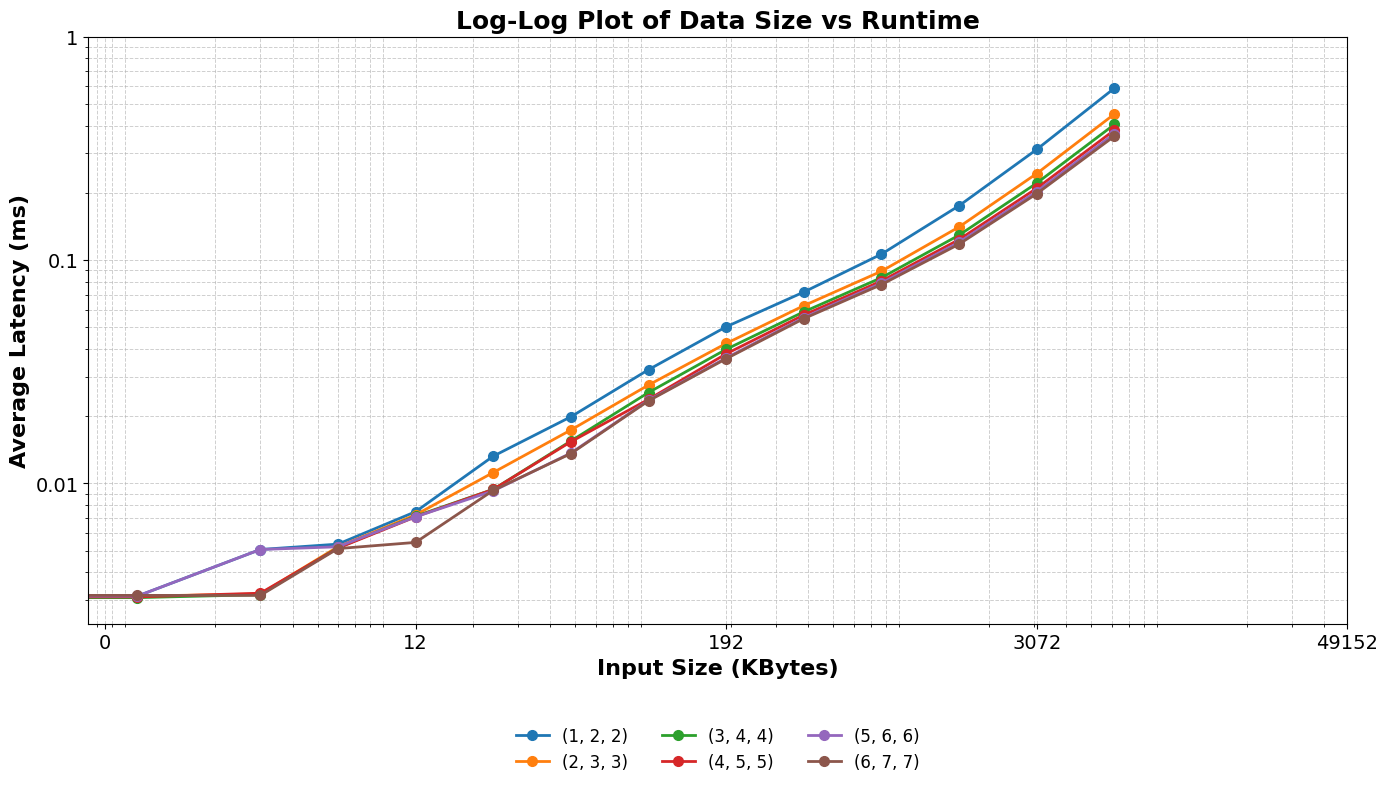 Log-Log Plot of Data Size vs Runtime
1
0.1
0.01
Average Latency (ms)
0 12 192 3072 49152
Input Size (KBytes)
(1, 2, 2) (3, 4, 4) (5, 6, 6)
(2, 3, 3) (4, 5, 5) (6, 7, 7)